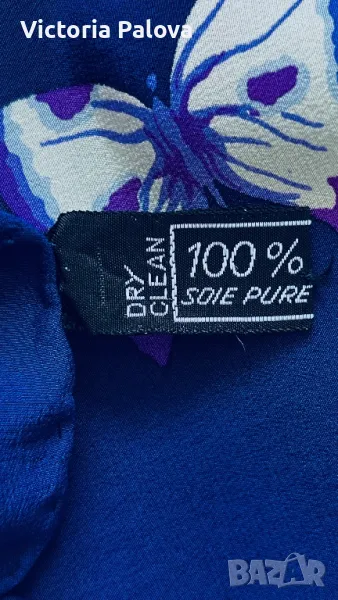 Victoria Palova
DRY
CLEAN
100 %
SOIE PURE
BAZAR